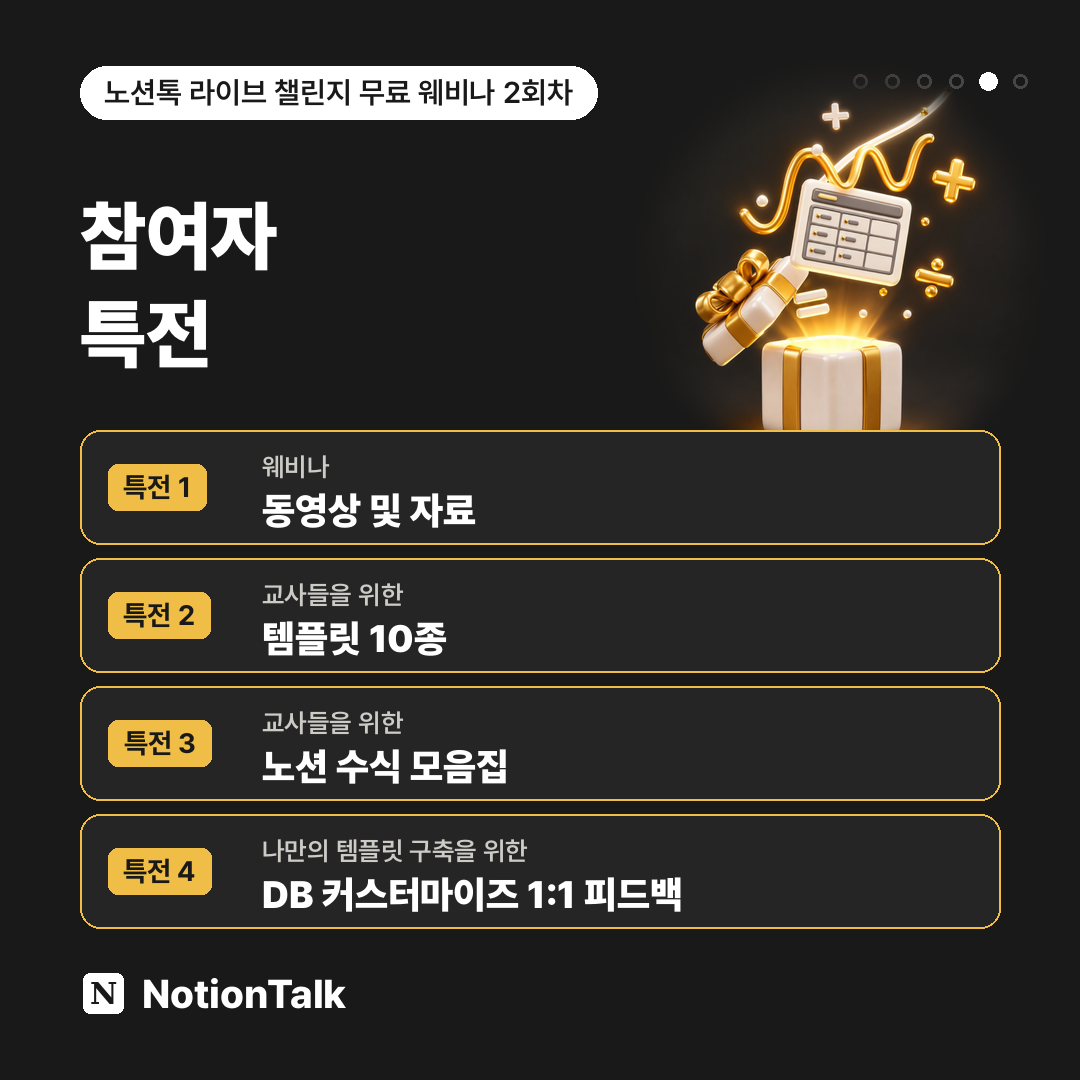 노션톡 라이브 챌린지 무료 웨비나 2회차
참여자
특전
특전 1
웨비나
동영상 및 자료
특전 2
교사들을 위한
템플릿 10종
특전 3
교사들을 위한
노션 수식 모음집
특전 4
나만의 템플릿 구축을 위한
DB 커스터마이즈 1:1 피드백
N NotionTalk